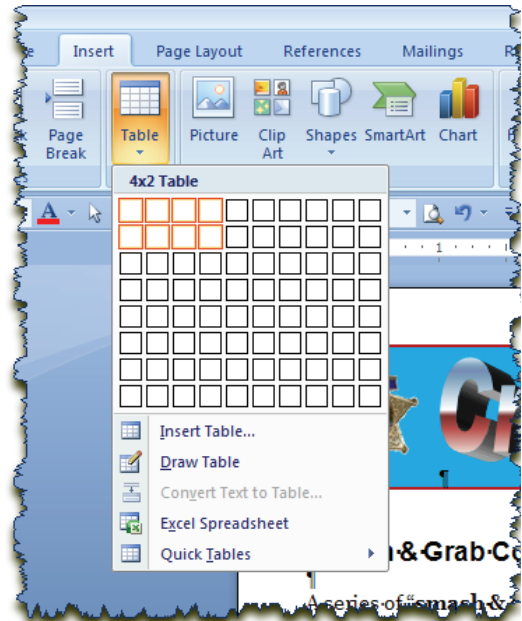 Insert Page Layout References Mailings
Page Break Table Picture Clip Art Shapes SmartArt Chart
4x2 Table
A
1
Insert Table...
Draw Table
Convert Text to Table...
Excel Spreadsheet
Quick Tables
&·Grab·
¶
¶
A·series·of·“smash·&·